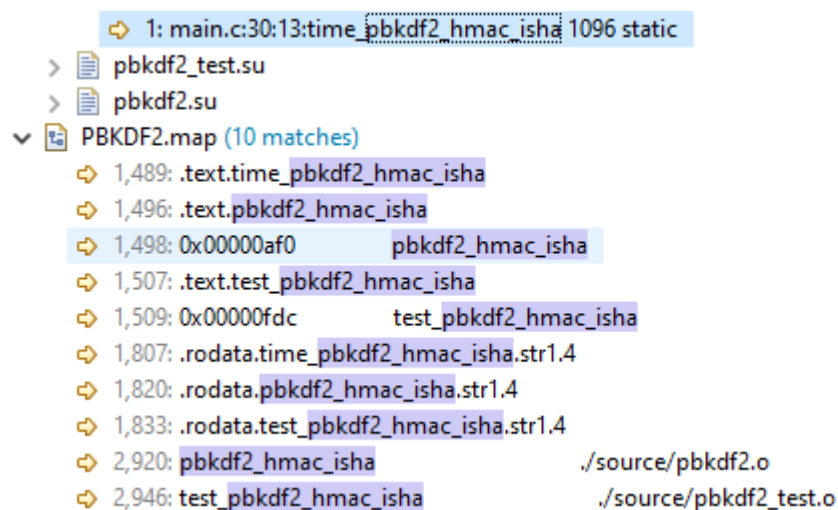 1: main.c:30:13:time_pbkdf2_hmac_isha 1096 static
pbkdf2_test.su
pbkdf2.su
PBKDF2.map (10 matches)
1,489: .text.time_pbkdf2_hmac_isha
1,496: .text.pbkdf2_hmac_isha
1,498: 0x00000af0 pbkdf2_hmac_isha
1,507: .text.test_pbkdf2_hmac_isha
1,509: 0x00000fdc test_pbkdf2_hmac_isha
1,807: .rodata.time_pbkdf2_hmac_isha.str1.4
1,820: .rodata.pbkdf2_hmac_isha.str1.4
1,833: .rodata.test_pbkdf2_hmac_isha.str1.4
2,920: pbkdf2_hmac_isha ./source/pbkdf2.o
2,946: test_pbkdf2_hmac_isha ./source/pbkdf2_test.o